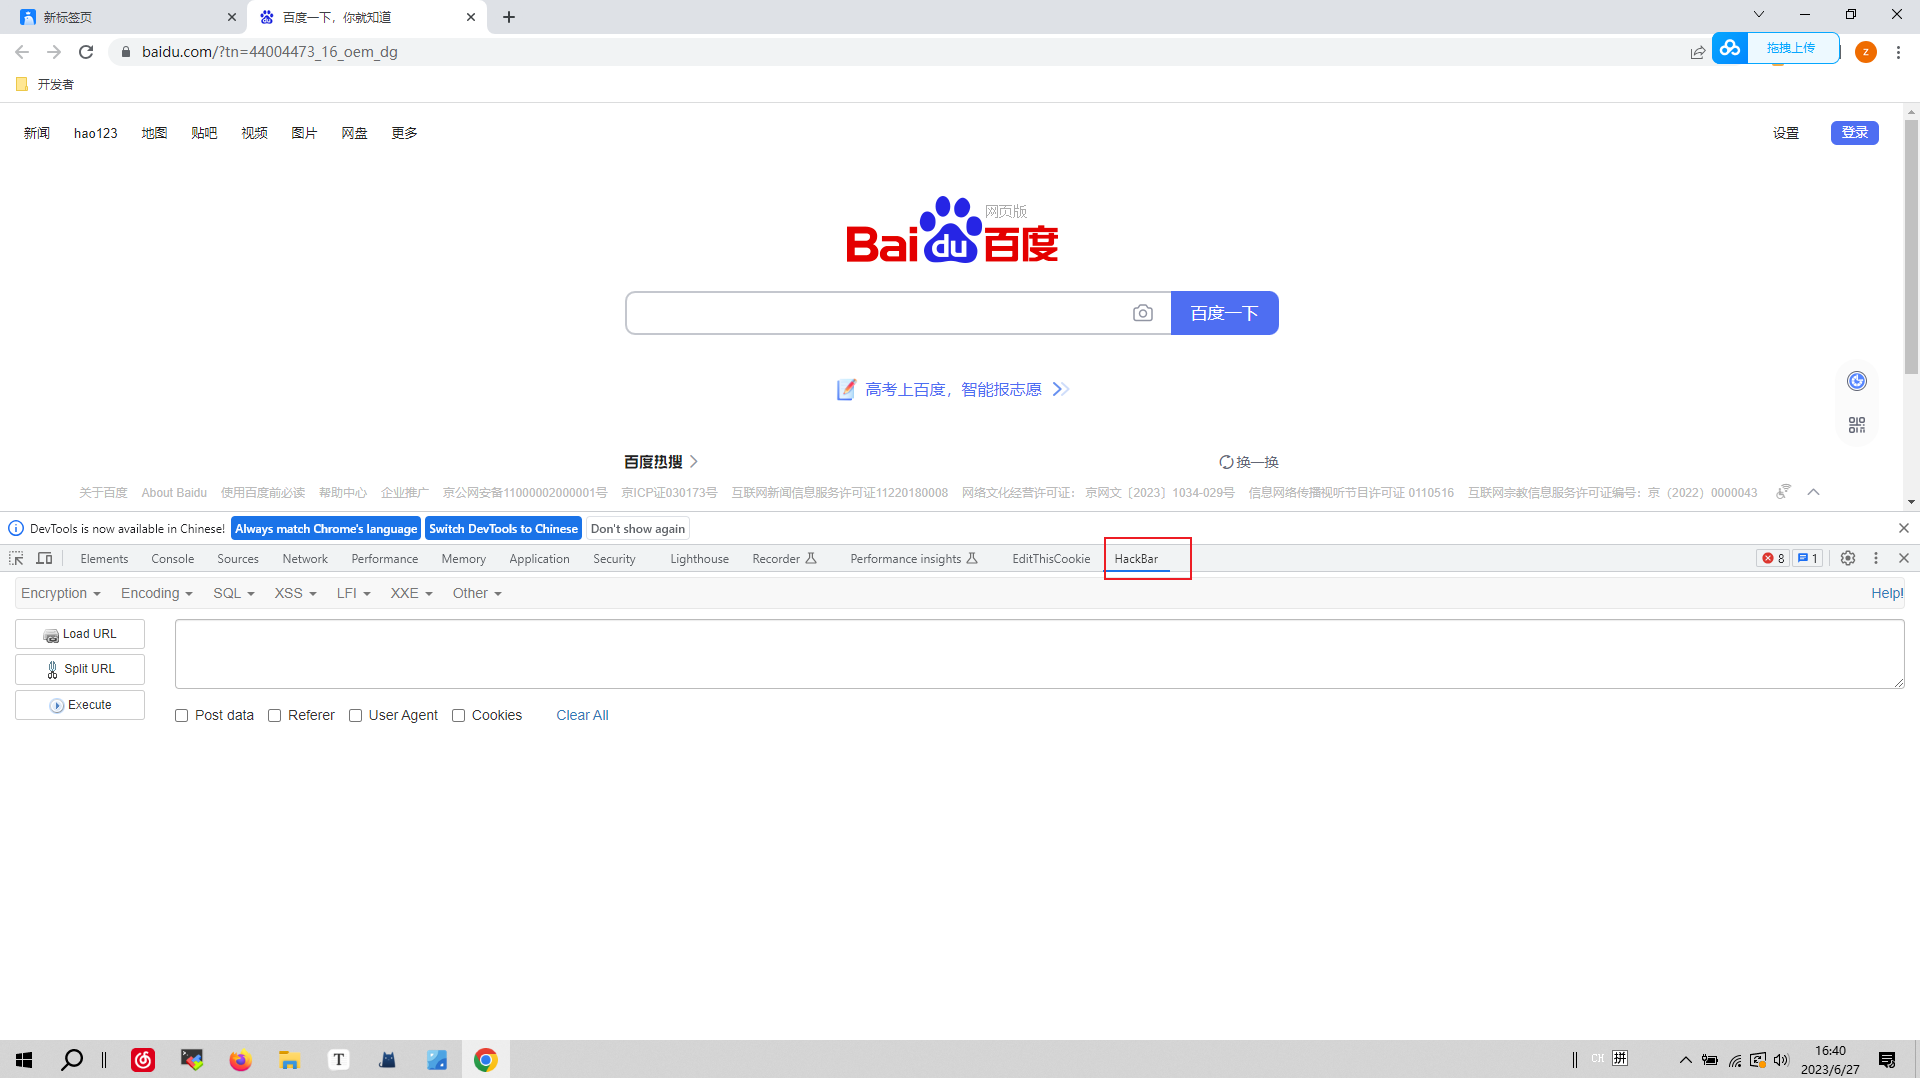 新标签页
百度一下，你就知道
baidu.com/?tn=44004473_16_oem_dg
拖拽上传
z
开发者
新闻 hao123 地图 贴吧 视频 图片 网盘 更多 设置 登录
网页版
Bai du 百度
百度一下
高考上百度，智能报志愿
百度热搜 换一换
关于百度 About Baidu 使用百度前必读 帮助中心 企业推广 京公网安备11000002000001号 京ICP证030173号 互联网新闻信息服务许可证11220180008 网络文化经营许可证： 京网文〔2023〕1034-029号 信息网络传播视听节目许可证 0110516 互联网宗教信息服务许可证编号：京（2022）0000043
DevTools is now available in Chinese! Always match Chrome's language Switch DevTools to Chinese Don't show again
Elements Console Sources Network Performance Memory Application Security Lighthouse Recorder Performance insights EditThisCookie HackBar 8 1
Encryption Encoding SQL XSS LFI XXE Other Help!
Load URL
Split URL
Execute
Post data Referer User Agent Cookies Clear All
T CH 拼 16:40
2023/6/27